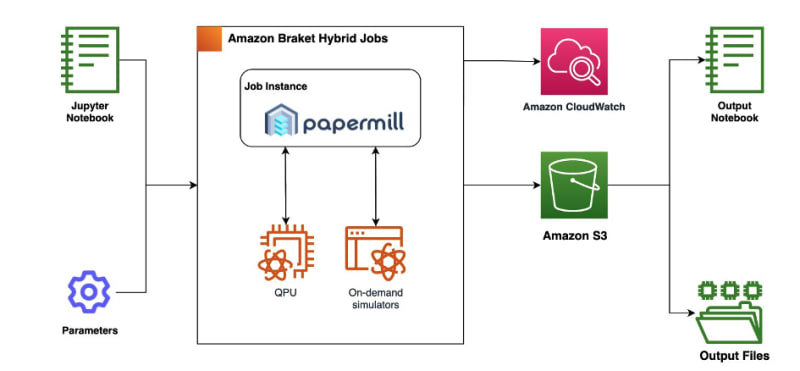 Amazon Braket Hybrid Jobs
Job Instance
papermill
Jupyter
Notebook
Parameters
QPU
On-demand
simulators
Amazon CloudWatch
Amazon S3
Output
Notebook
Output Files